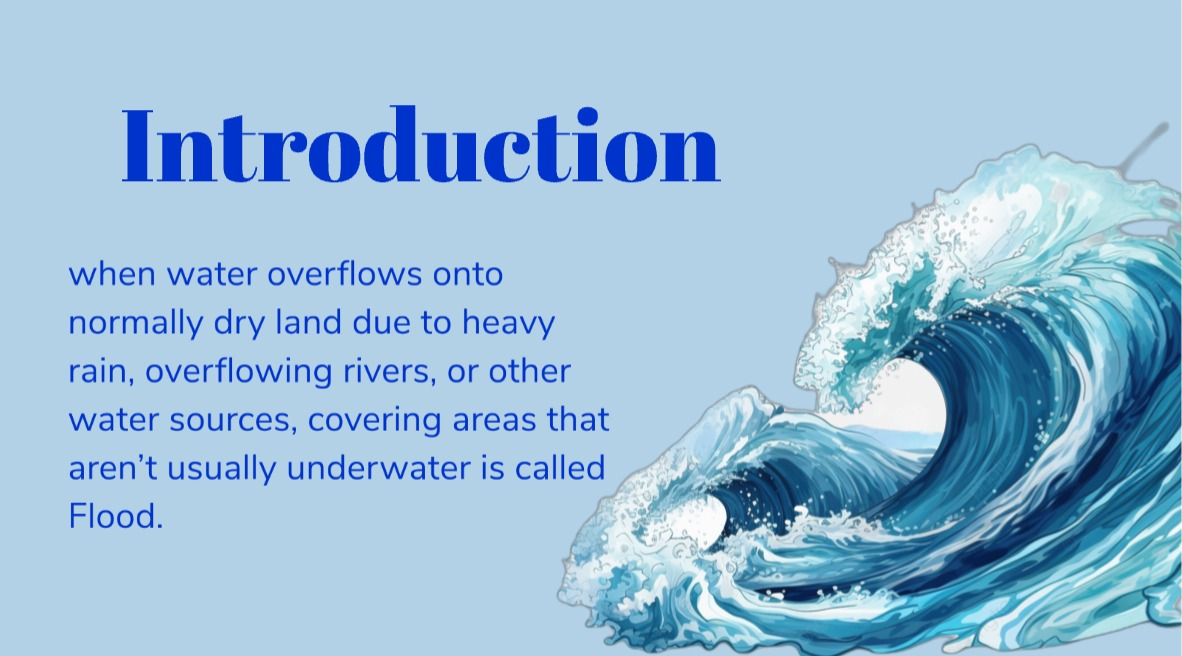 Introduction
when water overflows onto
normally dry land due to heavy
rain, overflowing rivers, or other
water sources, covering areas that
aren’t usually underwater is called
Flood.